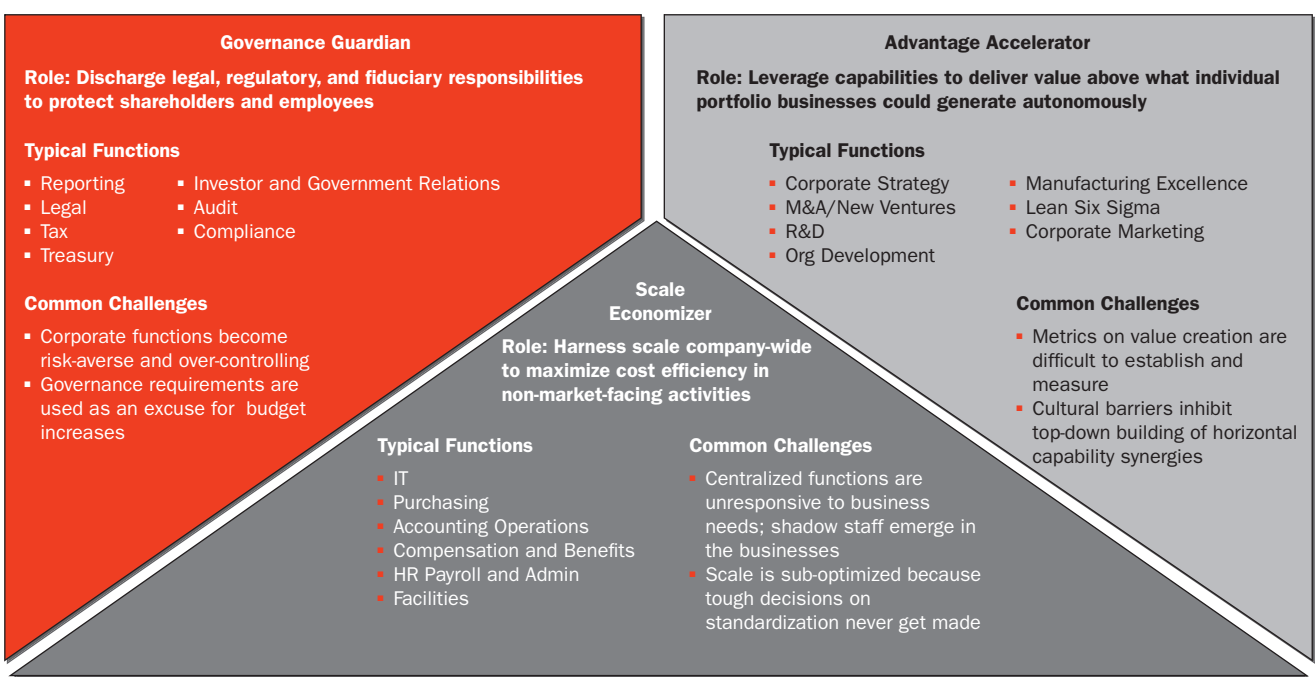 Governance Guardian
Role: Discharge legal, regulatory, and fiduciary responsibilities
to protect shareholders and employees
Typical Functions
▪ Reporting
▪ Legal
▪ Tax
▪ Treasury
▪ Investor and Government Relations
▪ Audit
▪ Compliance
Common Challenges
▪ Corporate functions become
risk-averse and over-controlling
▪ Governance requirements are
used as an excuse for budget
increases
Advantage Accelerator
Role: Leverage capabilities to deliver value above what individual
portfolio businesses could generate autonomously
Typical Functions
▪ Corporate Strategy
▪ M&A/New Ventures
▪ R&D
▪ Org Development
▪ Manufacturing Excellence
▪ Lean Six Sigma
▪ Corporate Marketing
Common Challenges
▪ Metrics on value creation are
difficult to establish and
measure
▪ Cultural barriers inhibit
top-down building of horizontal
capability synergies
Scale
Economizer
Role: Harness scale company-wide
to maximize cost efficiency in
non-market-facing activities
Typical Functions
▪ IT
▪ Purchasing
▪ Accounting Operations
▪ Compensation and Benefits
▪ HR Payroll and Admin
▪ Facilities
Common Challenges
▪ Centralized functions are
unresponsive to business
needs; shadow staff emerge in
the businesses
▪ Scale is sub-optimized because
tough decisions on
standardization never get made